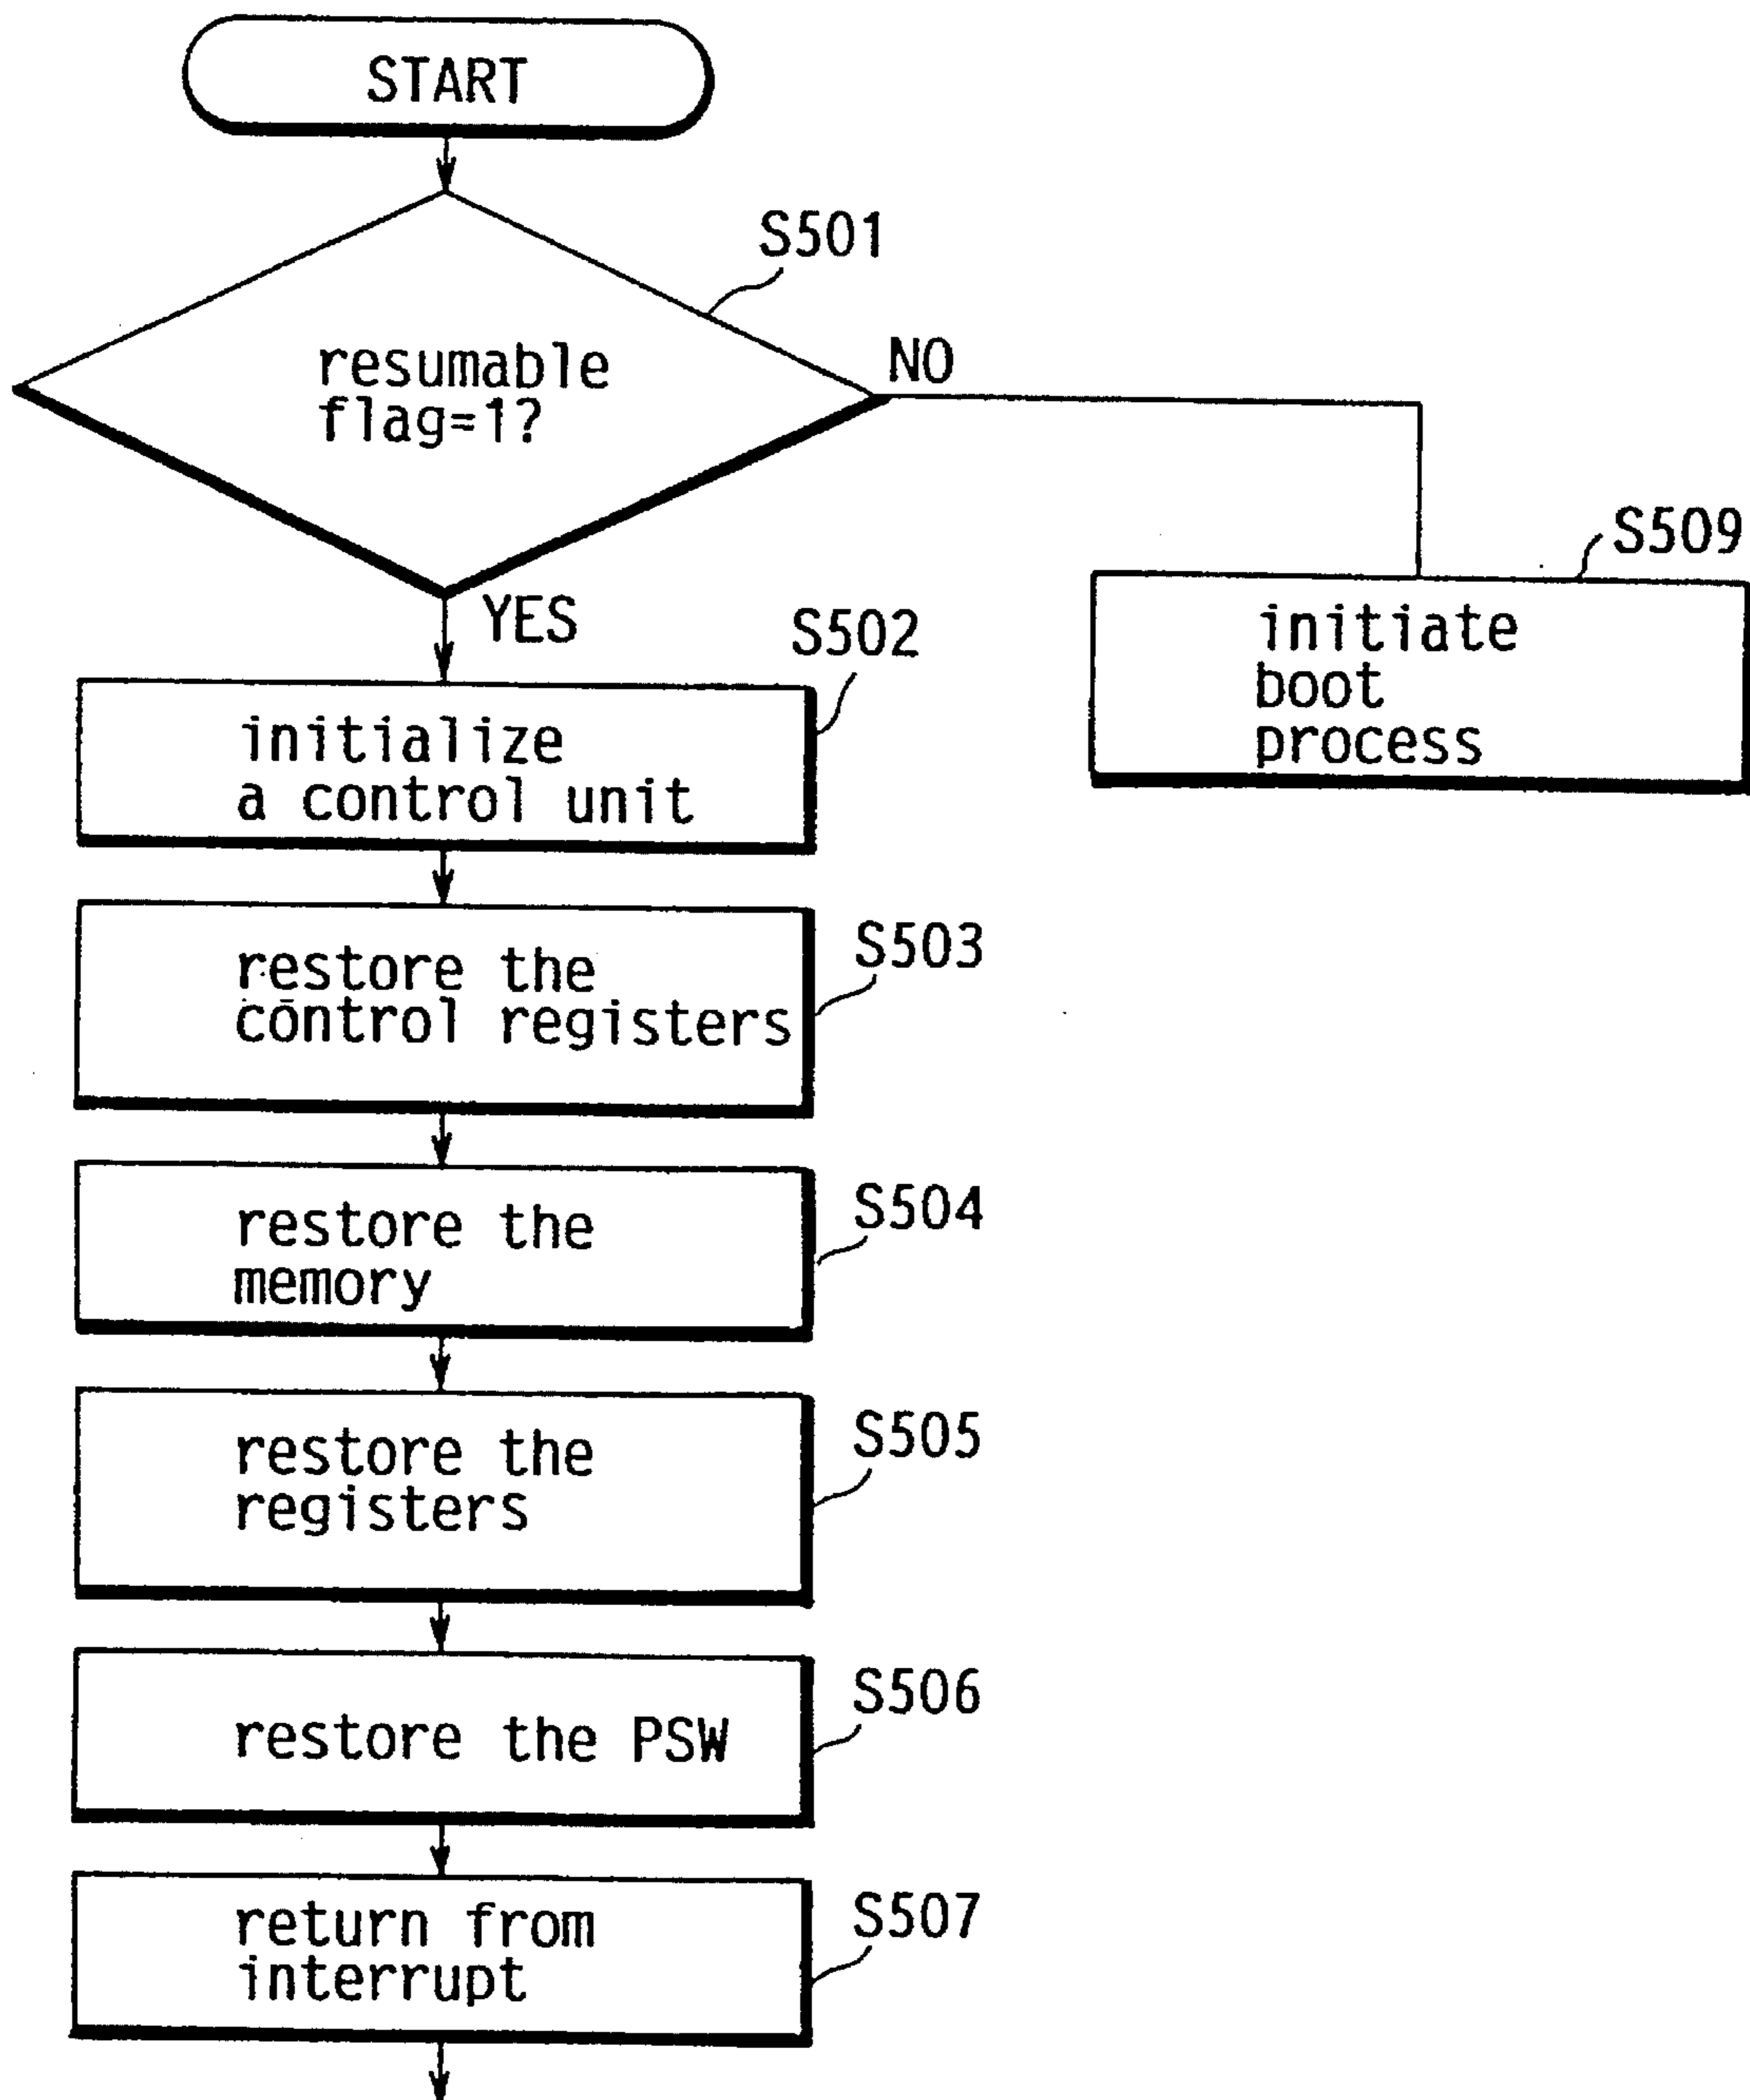 START
S501
resumable
flag=1?
NO
YES
S509
initiate
boot
process
S502
initialize
a control unit
S503
restore the
control registers
S504
restore the
memory
S505
restore the
registers
S506
restore the PSW
S507
return from
interrupt